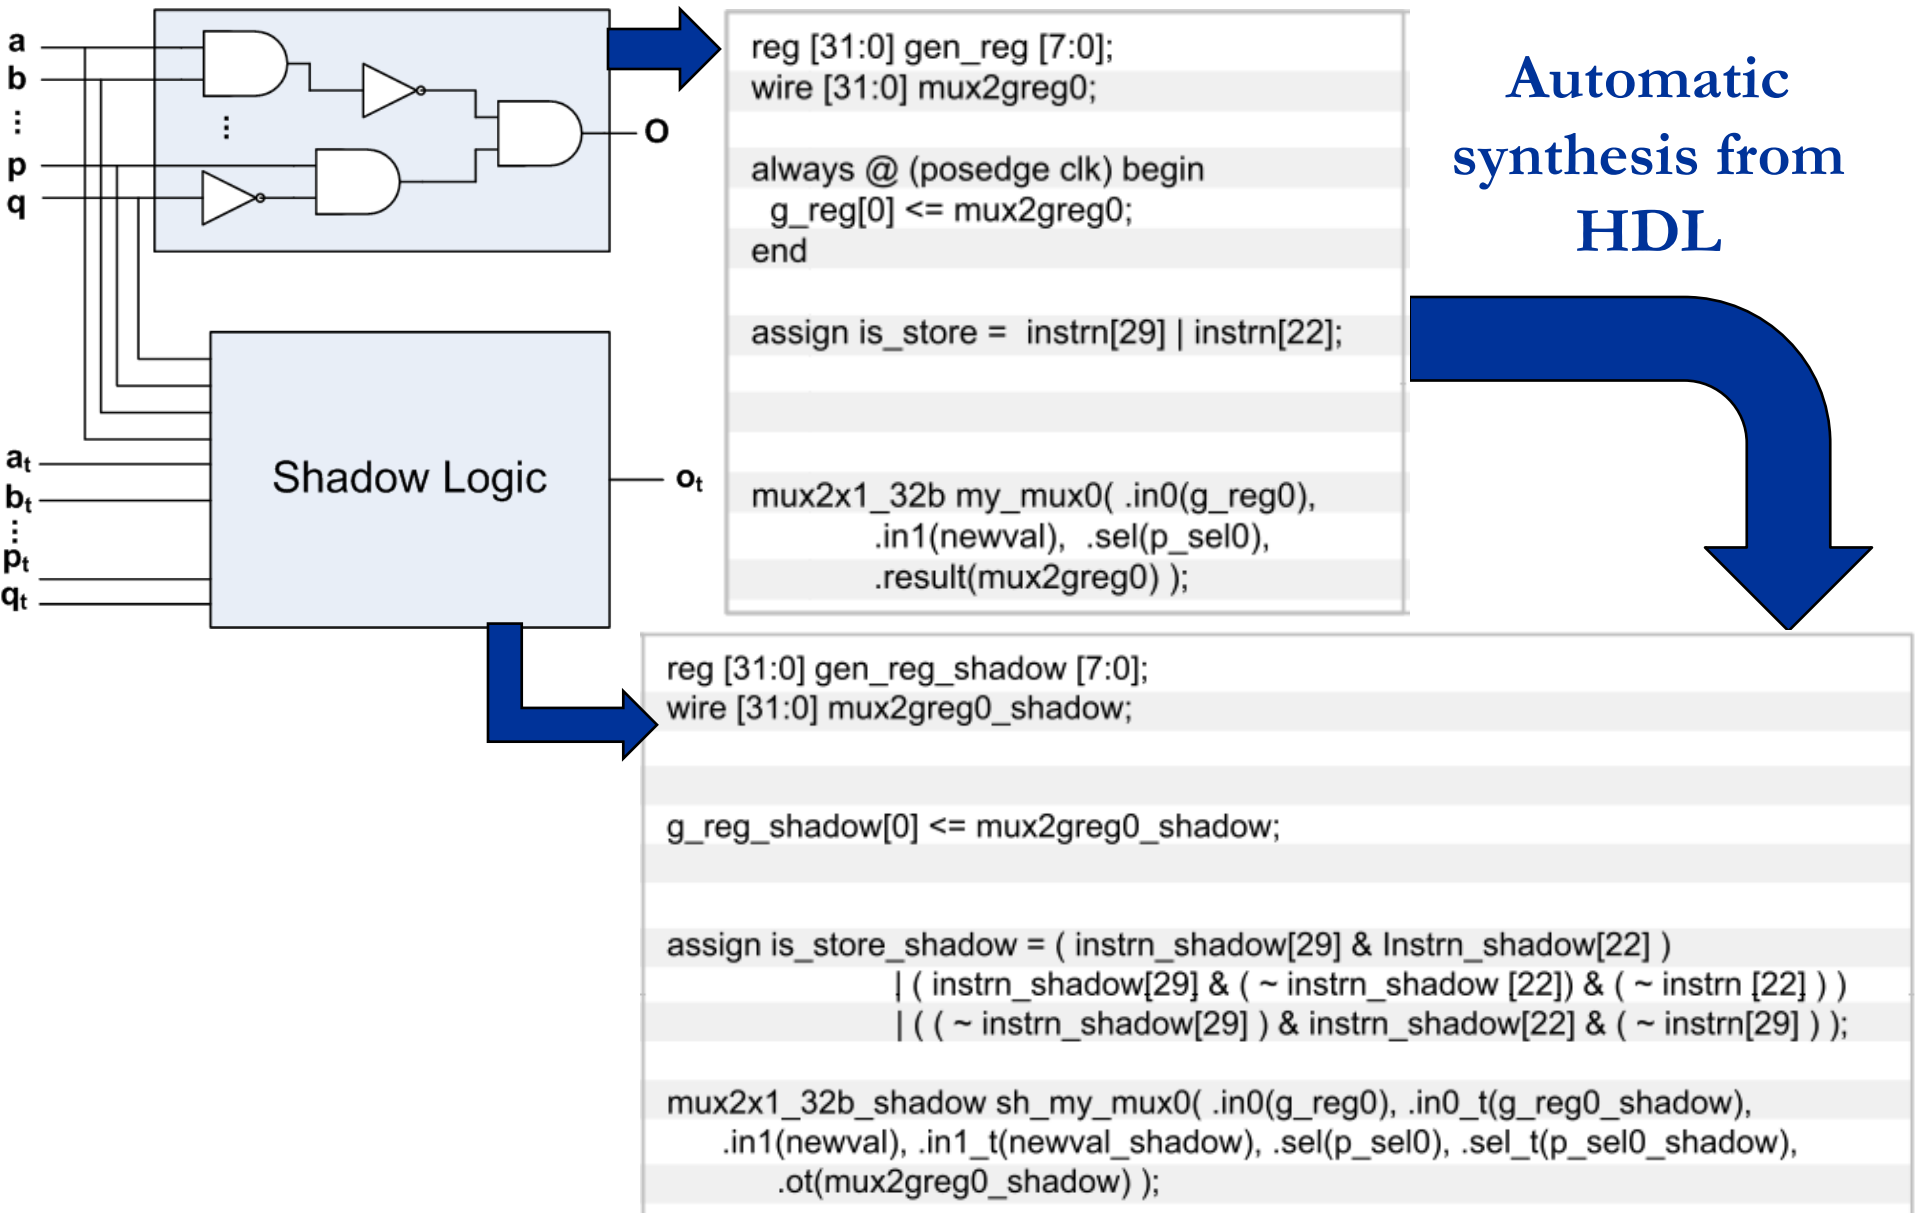 a
b
⋮
p
q
⋮
O
reg [31:0] gen_reg [7:0];
wire [31:0] mux2greg0;
always @ (posedge clk) begin
g_reg[0] <= mux2greg0;
end
assign is_store = instrn[29] | instrn[22];
mux2x1_32b my_mux0( .in0(g_reg0),
.in1(newval), .sel(p_sel0),
.result(mux2greg0) );
Automatic
synthesis from
HDL
at
bt
⋮
pt
qt
Shadow Logic
ot
reg [31:0] gen_reg_shadow [7:0];
wire [31:0] mux2greg0_shadow;
g_reg_shadow[0] <= mux2greg0_shadow;
assign is_store_shadow = ( instrn_shadow[29] & Instrn_shadow[22] )
| ( instrn_shadow[29] & ( ~ instrn_shadow [22]) & ( ~ instrn [22] ) )
| ( ( ~ instrn_shadow[29] ) & instrn_shadow[22] & ( ~ instrn[29] ) );
mux2x1_32b_shadow sh_my_mux0( .in0(g_reg0), .in0_t(g_reg0_shadow),
.in1(newval), .in1_t(newval_shadow), .sel(p_sel0), .sel_t(p_sel0_shadow),
.ot(mux2greg0_shadow) );